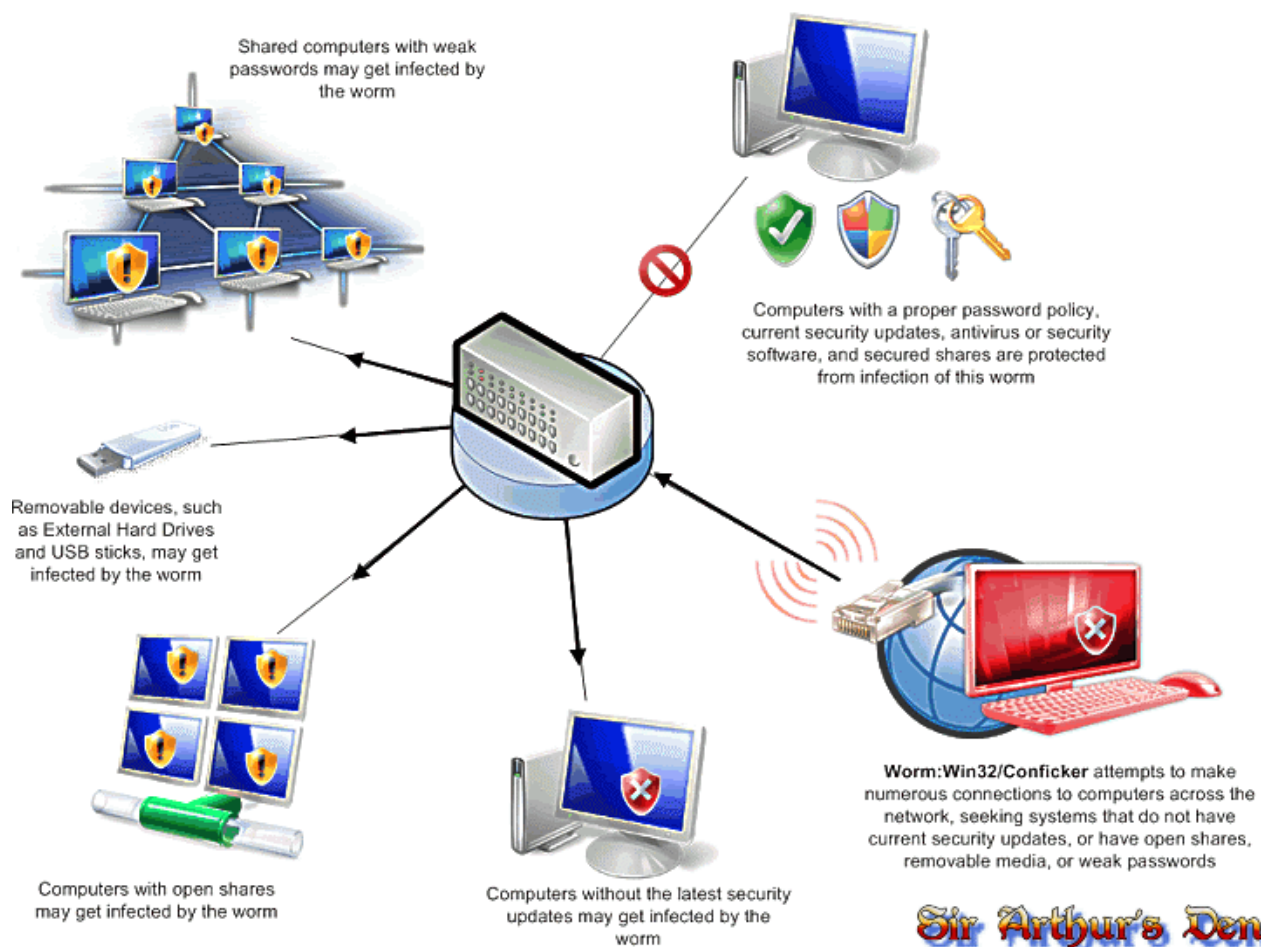 Shared computers with weak
passwords may get infected by
the worm
Computers with a proper password policy,
current security updates, antivirus or security
software, and secured shares are protected
from infection of this worm
Removable devices, such
as External Hard Drives
and USB sticks, may get
infected by the worm
Worm:Win32/Conficker attempts to make
numerous connections to computers across the
network, seeking systems that do not have
current security updates, or have open shares,
removable media, or weak passwords
Computers with open shares
may get infected by the worm
Computers without the latest security
updates may get infected by the
worm
Sir Arthur's Den